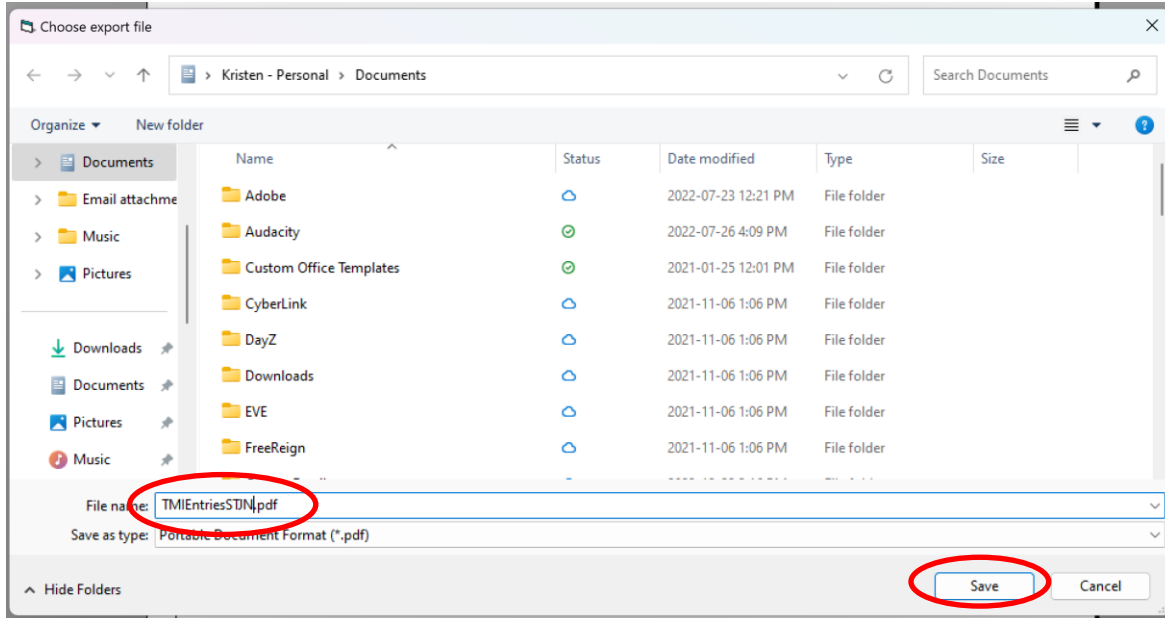 Choose export file
Kristen - Personal > Documents
Search Documents
Organize
New folder
Name Status Date modified Type Size
Documents
Email attachme
Music
Pictures
Downloads
Documents
Pictures
Music
Adobe 2022-07-23 12:21 PM File folder
Audacity 2022-07-26 4:09 PM File folder
Custom Office Templates 2021-01-25 12:01 PM File folder
CyberLink 2021-11-06 1:06 PM File folder
DayZ 2021-11-06 1:06 PM File folder
Downloads 2021-11-06 1:06 PM File folder
EVE 2021-11-06 1:06 PM File folder
FreeReign 2021-11-06 1:06 PM File folder
File name: TMIEntriesSTJN.pdf
Save as type: Portable Document Format (*.pdf)
Hide Folders
Save
Cancel